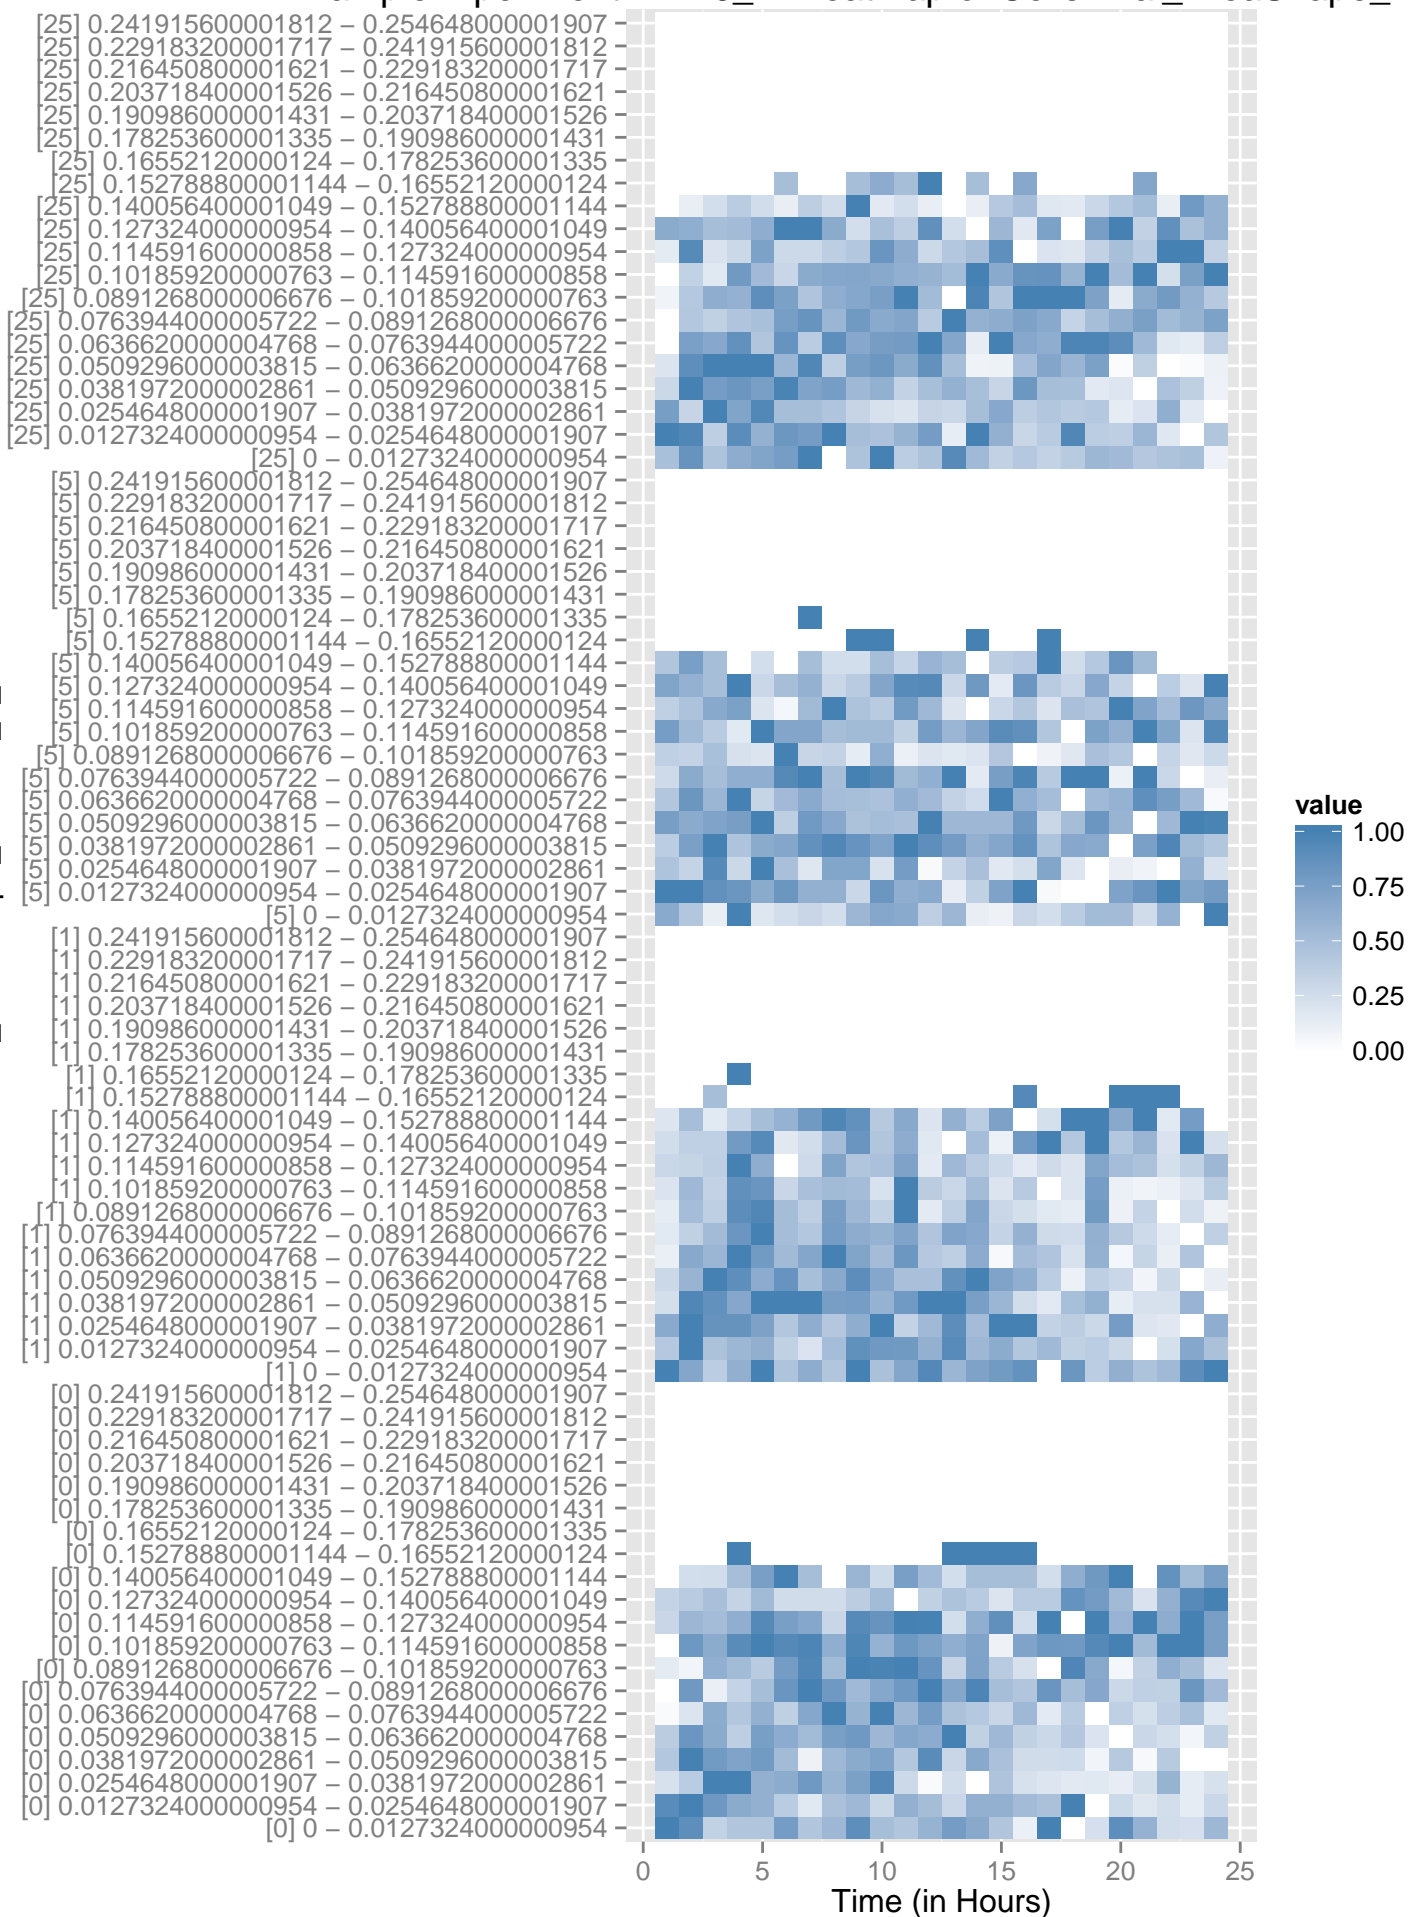 [25] 0.241915600001812 – 0.254648000001907
[25] 0.229183200001717 – 0.241915600001812
[25] 0.216450800001621 – 0.229183200001717
[25] 0.203718400001526 – 0.216450800001621
[25] 0.190986000001431 – 0.203718400001526
[25] 0.178253600001335 – 0.190986000001431
[25] 0.16552120000124 – 0.178253600001335
[25] 0.152788800001144 – 0.16552120000124
[25] 0.140056400001049 – 0.152788800001144
[25] 0.127324000000954 – 0.140056400001049
[25] 0.114591600000858 – 0.127324000000954
[25] 0.101859200000763 – 0.114591600000858
[25] 0.0891268000006676 – 0.101859200000763
[25] 0.0763944000005722 – 0.0891268000006676
[25] 0.0636620000004768 – 0.0763944000005722
[25] 0.0509296000003815 – 0.0636620000004768
[25] 0.0381972000002861 – 0.0509296000003815
[25] 0.0254648000001907 – 0.0381972000002861
[25] 0.0127324000000954 – 0.0254648000001907
[25] 0 – 0.0127324000000954
[5] 0.241915600001812 – 0.254648000001907
[5] 0.229183200001717 – 0.241915600001812
[5] 0.216450800001621 – 0.229183200001717
[5] 0.203718400001526 – 0.216450800001621
[5] 0.190986000001431 – 0.203718400001526
[5] 0.178253600001335 – 0.190986000001431
[5] 0.16552120000124 – 0.178253600001335
[5] 0.152788800001144 – 0.16552120000124
[5] 0.140056400001049 – 0.152788800001144
[5] 0.127324000000954 – 0.140056400001049
[5] 0.114591600000858 – 0.127324000000954
[5] 0.101859200000763 – 0.114591600000858
[5] 0.0891268000006676 – 0.101859200000763
[5] 0.0763944000005722 – 0.0891268000006676
[5] 0.0636620000004768 – 0.0763944000005722
[5] 0.0509296000003815 – 0.0636620000004768
[5] 0.0381972000002861 – 0.0509296000003815
[5] 0.0254648000001907 – 0.0381972000002861
[5] 0.0127324000000954 – 0.0254648000001907
[5] 0 – 0.0127324000000954
[1] 0.241915600001812 – 0.254648000001907
[1] 0.229183200001717 – 0.241915600001812
[1] 0.216450800001621 – 0.229183200001717
[1] 0.203718400001526 – 0.216450800001621
[1] 0.190986000001431 – 0.203718400001526
[1] 0.178253600001335 – 0.190986000001431
[1] 0.16552120000124 – 0.178253600001335
[1] 0.152788800001144 – 0.16552120000124
[1] 0.140056400001049 – 0.152788800001144
[1] 0.127324000000954 – 0.140056400001049
[1] 0.114591600000858 – 0.127324000000954
[1] 0.101859200000763 – 0.114591600000858
[1] 0.0891268000006676 – 0.101859200000763
[1] 0.0763944000005722 – 0.0891268000006676
[1] 0.0636620000004768 – 0.0763944000005722
[1] 0.0509296000003815 – 0.0636620000004768
[1] 0.0381972000002861 – 0.0509296000003815
[1] 0.0254648000001907 – 0.0381972000002861
[1] 0.0127324000000954 – 0.0254648000001907
[1] 0 – 0.0127324000000954
[0] 0.241915600001812 – 0.254648000001907
[0] 0.229183200001717 – 0.241915600001812
[0] 0.216450800001621 – 0.229183200001717
[0] 0.203718400001526 – 0.216450800001621
[0] 0.190986000001431 – 0.203718400001526
[0] 0.178253600001335 – 0.190986000001431
[0] 0.16552120000124 – 0.178253600001335
[0] 0.152788800001144 – 0.16552120000124
[0] 0.140056400001049 – 0.152788800001144
[0] 0.127324000000954 – 0.140056400001049
[0] 0.114591600000858 – 0.127324000000954
[0] 0.101859200000763 – 0.114591600000858
[0] 0.0891268000006676 – 0.101859200000763
[0] 0.0763944000005722 – 0.0891268000006676
[0] 0.0636620000004768 – 0.0763944000005722
[0] 0.0509296000003815 – 0.0636620000004768
[0] 0.0381972000002861 – 0.0509296000003815
[0] 0.0254648000001907 – 0.0381972000002861
[0] 0.0127324000000954 – 0.0254648000001907
[0] 0 – 0.0127324000000954
0 5 10 15 20 25
Time (in Hours)
value
1.00
0.75
0.50
0.25
0.00